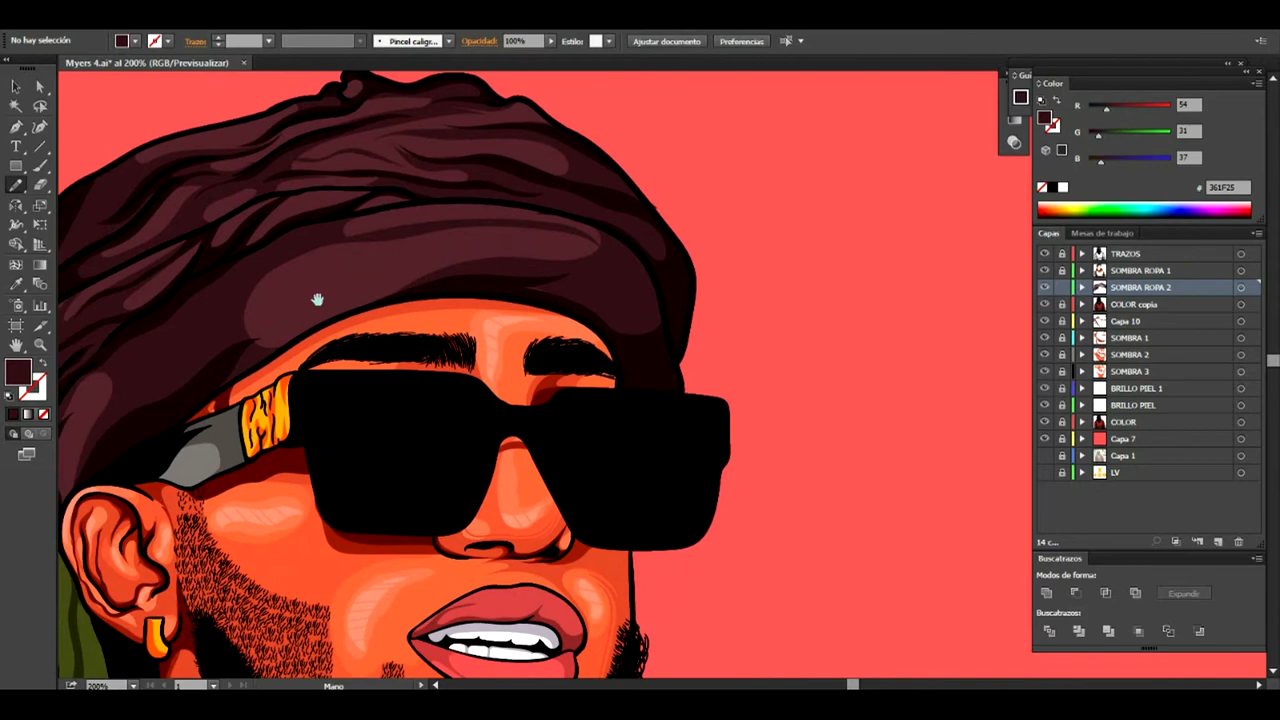 No hay selección
Trazo:
Pincel caligr...
Opacidad:
100%
Estilo:
Ajustar documento
Preferencias
Myers 4.ai* al 200% (RGB/Previsualizar)
Guí
Color
R 54
G 31
B 37
# 361F25
Capas Mesas de trabajo
TRAZOS
SOMBRA ROPA 1
SOMBRA ROPA 2
COLOR copia
Capa 10
SOMBRA 1
SOMBRA 2
SOMBRA 3
BRILLO PIEL 1
BRILLO PIEL
COLOR
Capa 7
Capa 1
LV
14 c...
Buscatrazos
Modos de forma:
Expandir
Buscatrazos:
200%
1
Mano